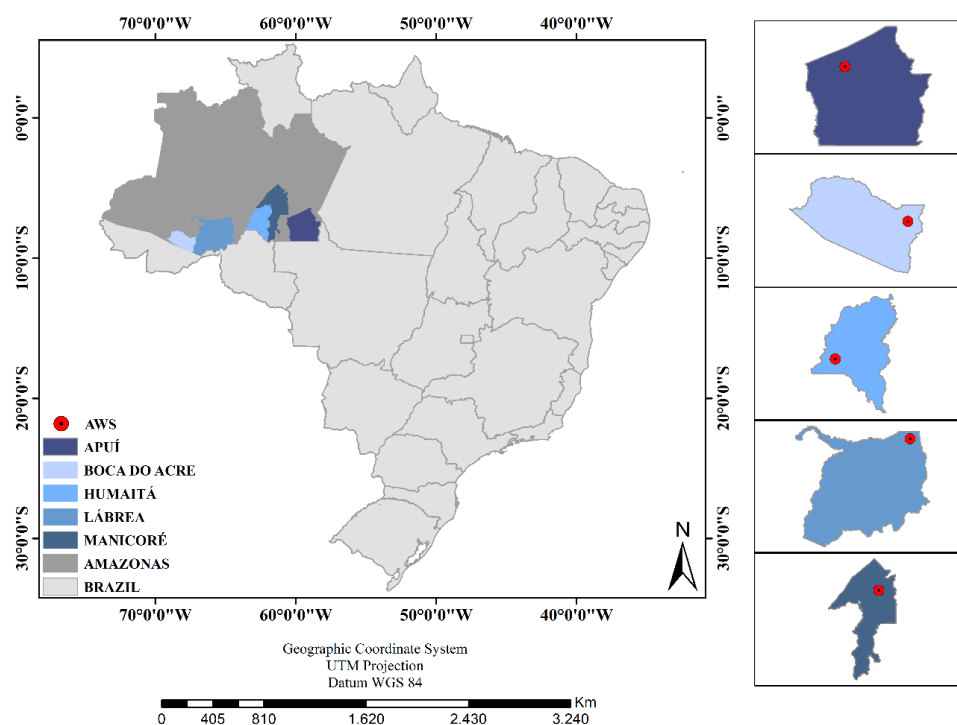 70°0'0"W 60°0'0"W 50°0'0"W 40°0'0"W
0°0'0" 0°0'0"
10°0'0"S 10°0'0"S
20°0'0"S 20°0'0"S
30°0'0"S 30°0'0"S
AWS
APUÍ
BOCA DO ACRE
HUMAITÁ
LÁBREA
MANICORÉ
AMAZONAS
BRAZIL
N
70°0'0"W 60°0'0"W 50°0'0"W 40°0'0"W
Geographic Coordinate System
UTM Projection
Datum WGS 84
Km
0 405 810 1.620 2.430 3.240